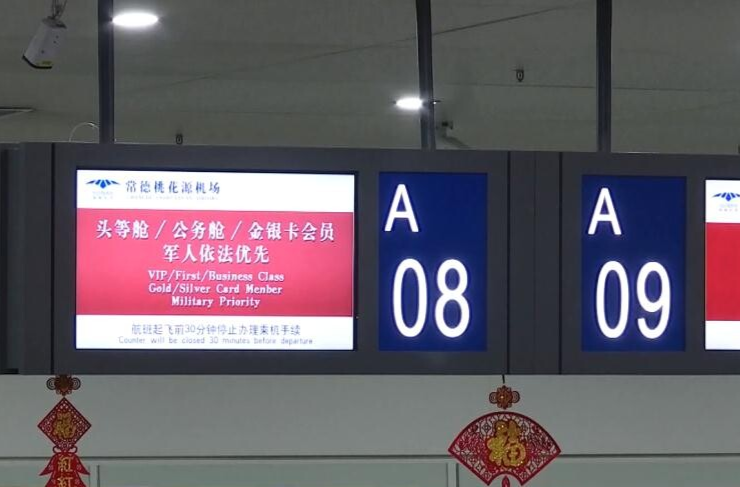 常德桃花源机场
头等舱 / 公务舱 / 金银卡会员
军人依法优先
VIP/First/Business Class
Gold/Silver Card Menber
Military Priority
航班起飞前30分钟停止办理乘机手续
Counter will be closed 30 minutes before departure
A
08
A
09
福
福